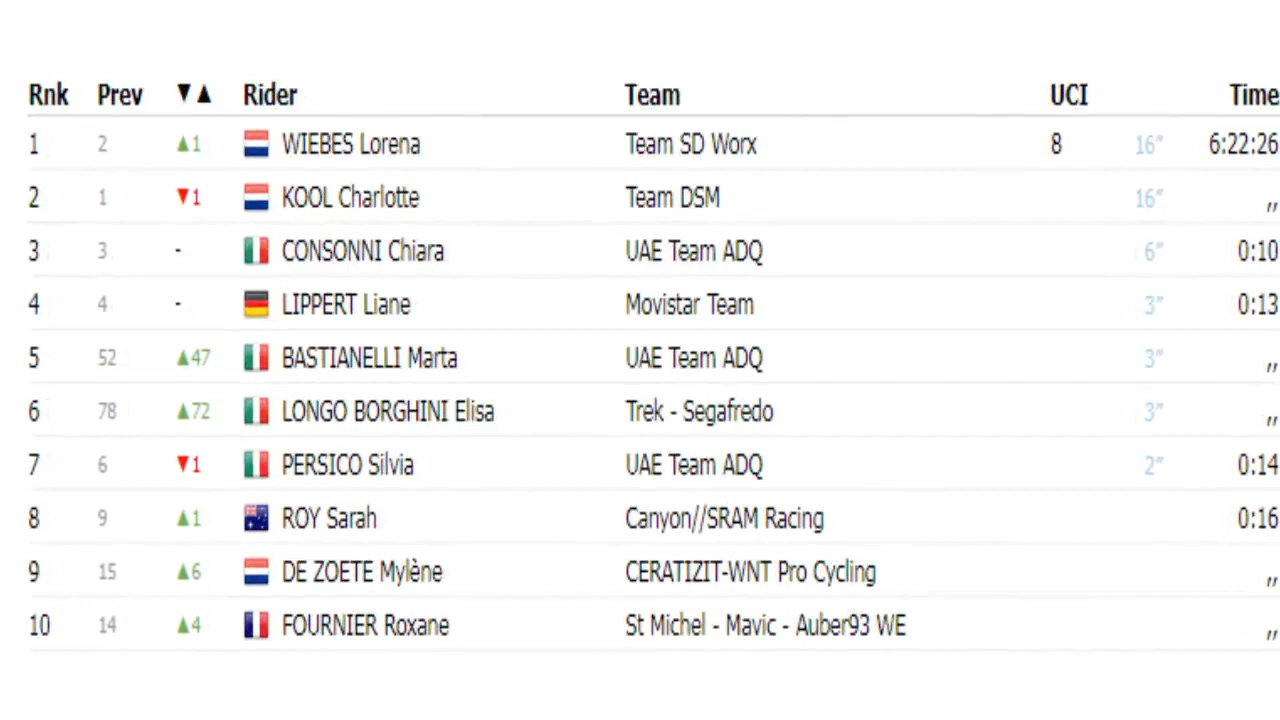 Rnk Prev ▼▲ Rider Team UCI Time
1 2 ▲1 WIEBES Lorena Team SD Worx 8 16″ 6:22:26
2 1 ▼1 KOOL Charlotte Team DSM 16″ ,,
3 3 - CONSONNI Chiara UAE Team ADQ 6″ 0:10
4 4 - LIPPERT Liane Movistar Team 3″ 0:13
5 52 ▲47 BASTIANELLI Marta UAE Team ADQ 3″ ,,
6 78 ▲72 LONGO BORGHINI Elisa Trek - Segafredo 3″ ,,
7 6 ▼1 PERSICO Silvia UAE Team ADQ 2″ 0:14
8 9 ▲1 ROY Sarah Canyon//SRAM Racing 0:16
9 15 ▲6 DE ZOETE Mylène CERATIZIT-WNT Pro Cycling ,,
10 14 ▲4 FOURNIER Roxane St Michel - Mavic - Auber93 WE ,,